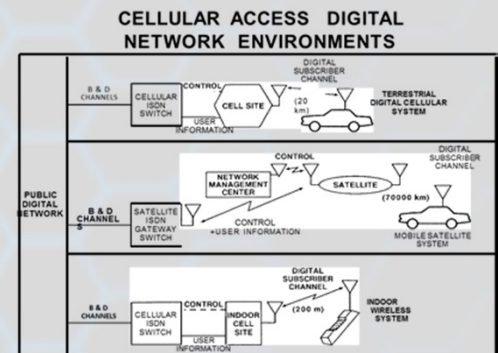 CELLULAR ACCESS DIGITAL
NETWORK ENVIRONMENTS
PUBLIC
DIGITAL
NETWORK
B & D
CHANNELS
CELLULAR
ISDN
SWITCH
CONTROL
USER
INFORMATION
CELL SITE
DIGITAL
SUBSCRIBER
CHANNEL
(20
km)
TERRESTRIAL
DIGITAL CELLULAR
SYSTEM
B & D
CHANNEL
S
SATELLITE
ISDN
GATEWAY
SWITCH
NETWORK
MANAGEMENT
CENTER
CONTROL
CONTROL
+USER INFORMATION
SATELLITE
(70000 km)
DIGITAL
SUBSCRIBER
CHANNEL
MOBILE SATELLITE
SYSTEM
B & D
CHANNELS
CELLULAR
ISDN
SWITCH
CONTROL
USER
INFORMATION
INDOOR
CELL
SITE
DIGITAL
SUBSCRIBER
CHANNEL
(200 m)
INDOOR
WIRELESS
SYSTEM